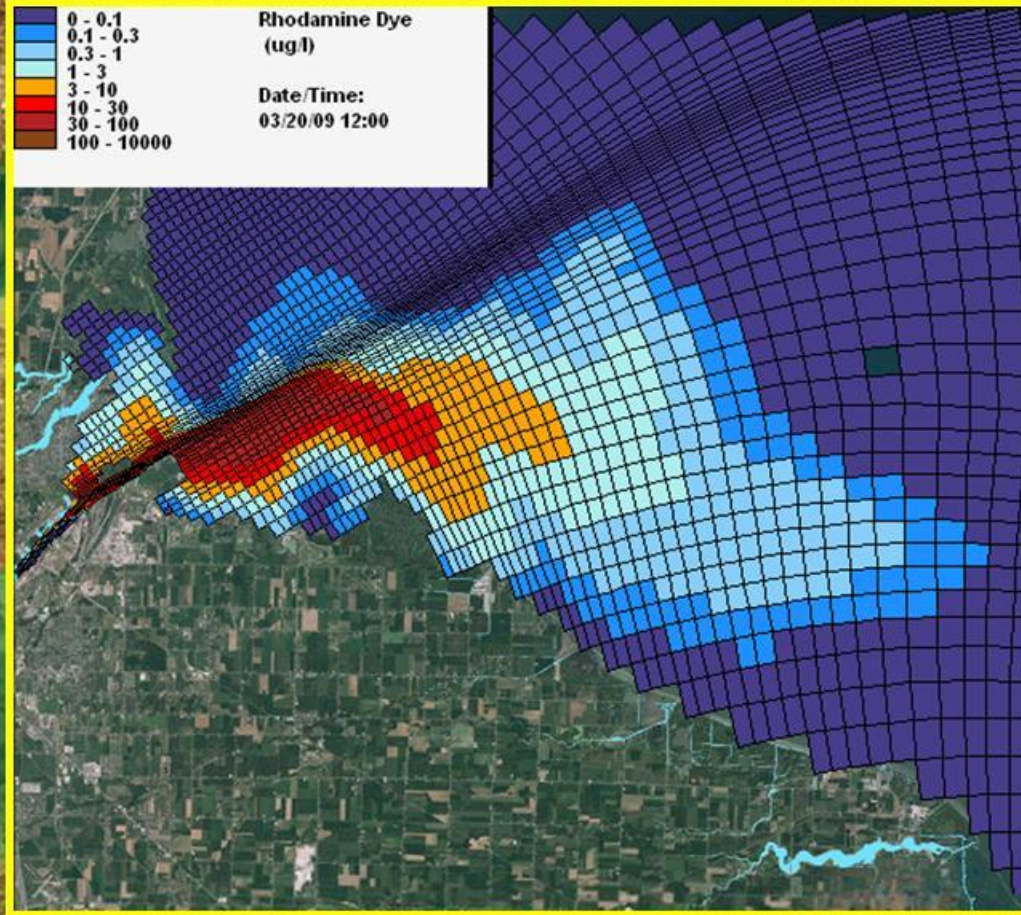 0 - 0.1
0.1 - 0.3
0.3 - 1
1 - 3
3 - 10
10 - 30
30 - 100
100 - 10000
Rhodamine Dye
(ug/l)
Date/Time:
03/20/09 12:00